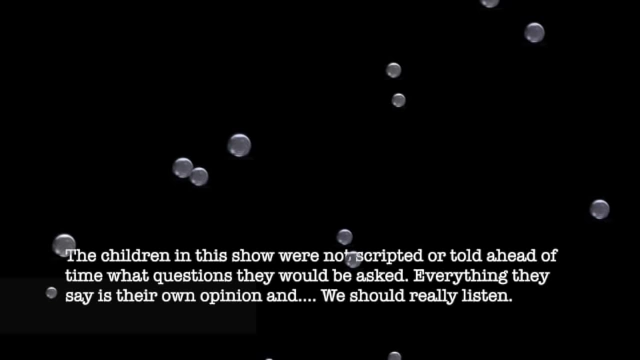 The children in this show were not scripted or told ahead of
time what questions they would be asked. Everything they
say is their own opinion and.... We should really listen.